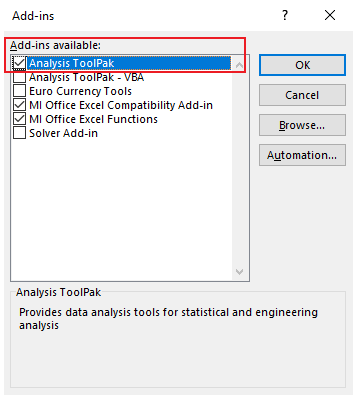 Add-ins
Add-ins available:
Analysis ToolPak
Analysis ToolPak - VBA
Euro Currency Tools
MI Office Excel Compatibility Add-in
MI Office Excel Functions
Solver Add-in
OK
Cancel
Browse...
Automation...
Analysis ToolPak
Provides data analysis tools for statistical and engineering
analysis